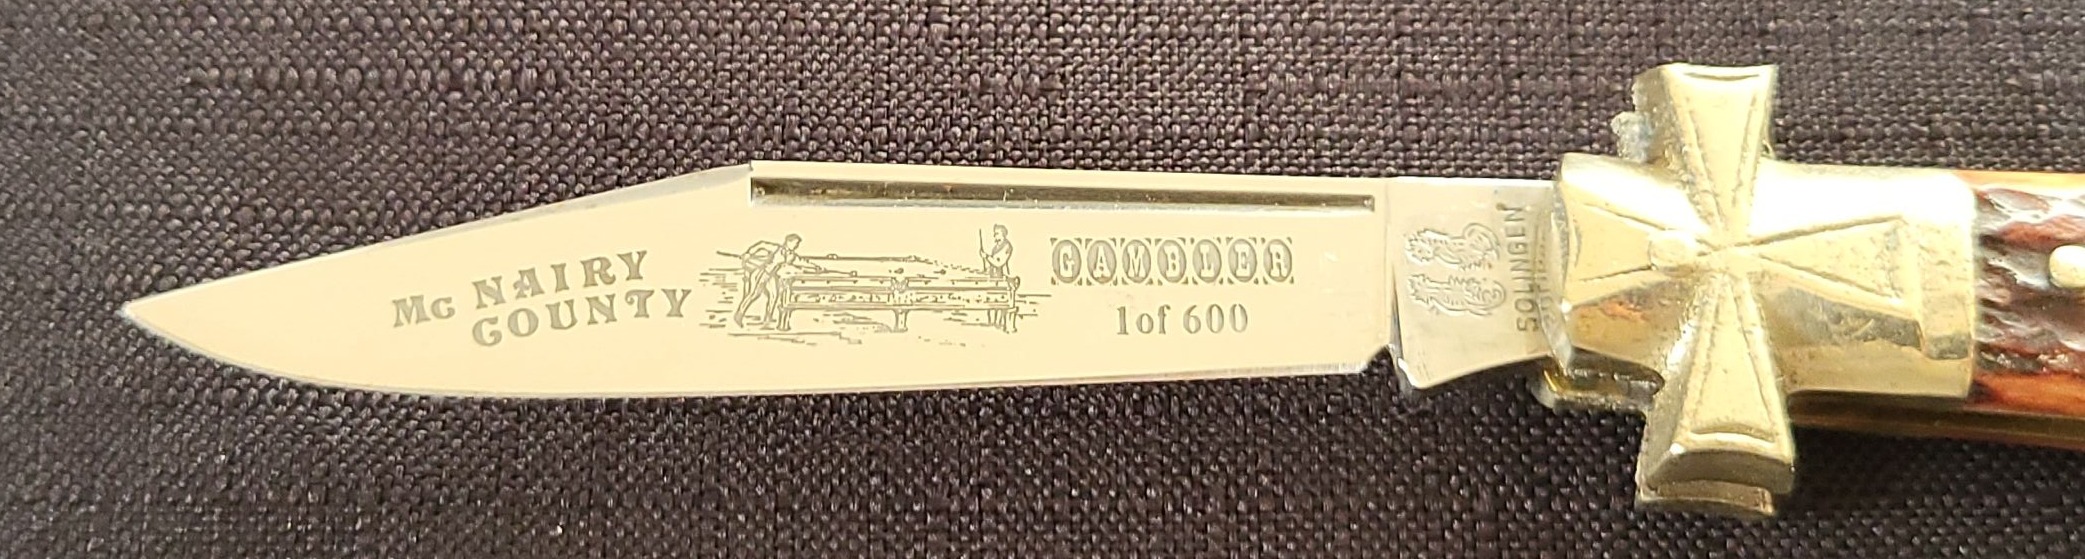 Mc NAIRY
COUNTY
GAMBLER
1of 600
SOLINGEN